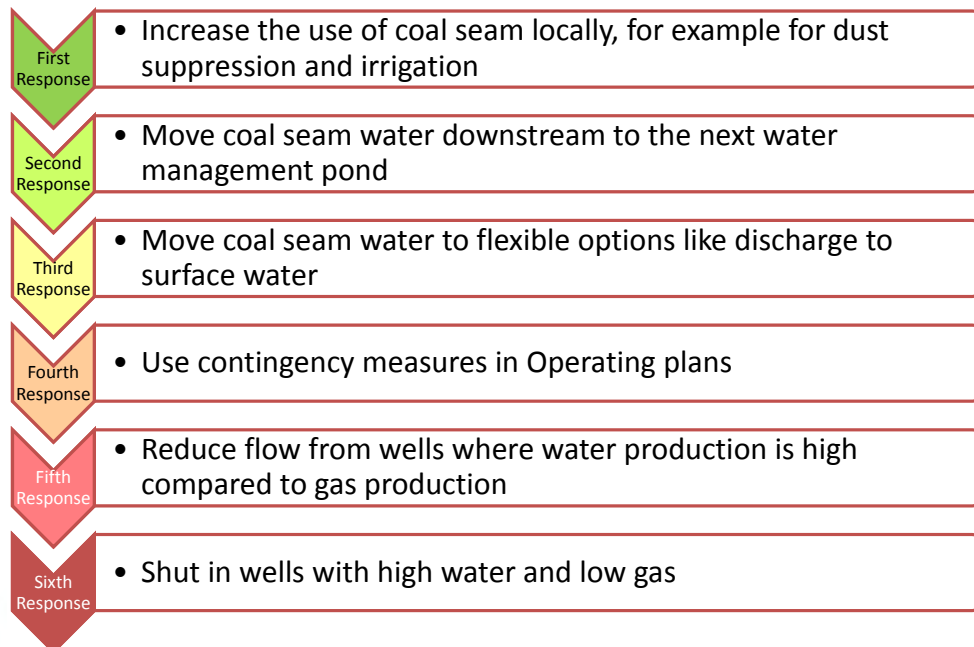 First
Response
• Increase the use of coal seam locally, for example for dust
suppression and irrigation
Second
Response
• Move coal seam water downstream to the next water
management pond
Third
Response
• Move coal seam water to flexible options like discharge to
surface water
Fourth
Response
• Use contingency measures in Operating plans
Fifth
Response
• Reduce flow from wells where water production is high
compared to gas production
Sixth
Response
• Shut in wells with high water and low gas